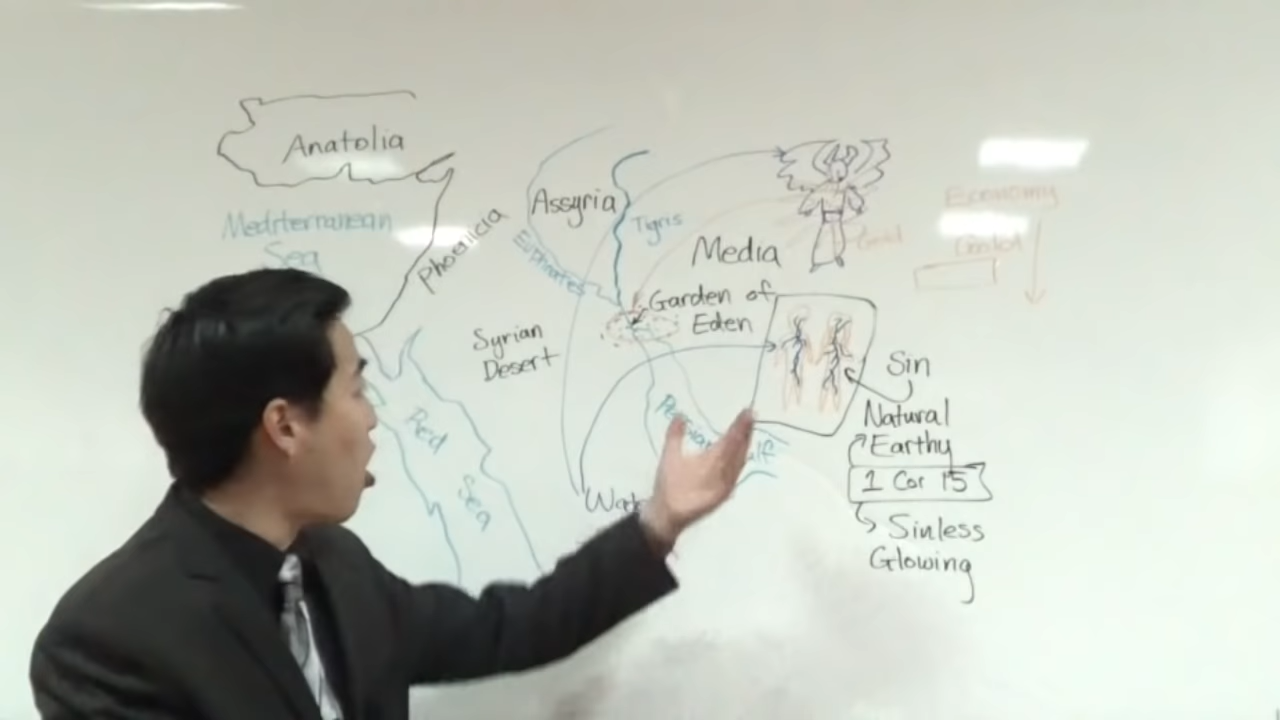 Anatolia
Mediterranean
Sea
Phoenicia
Assyria
Euphrates
Tigris
Media
Garden of
Eden
Syrian
Desert
Red
Sea
Persian
Economy
Sin
Natural
Earthy
1 Cor 15
Sinless
Glowing